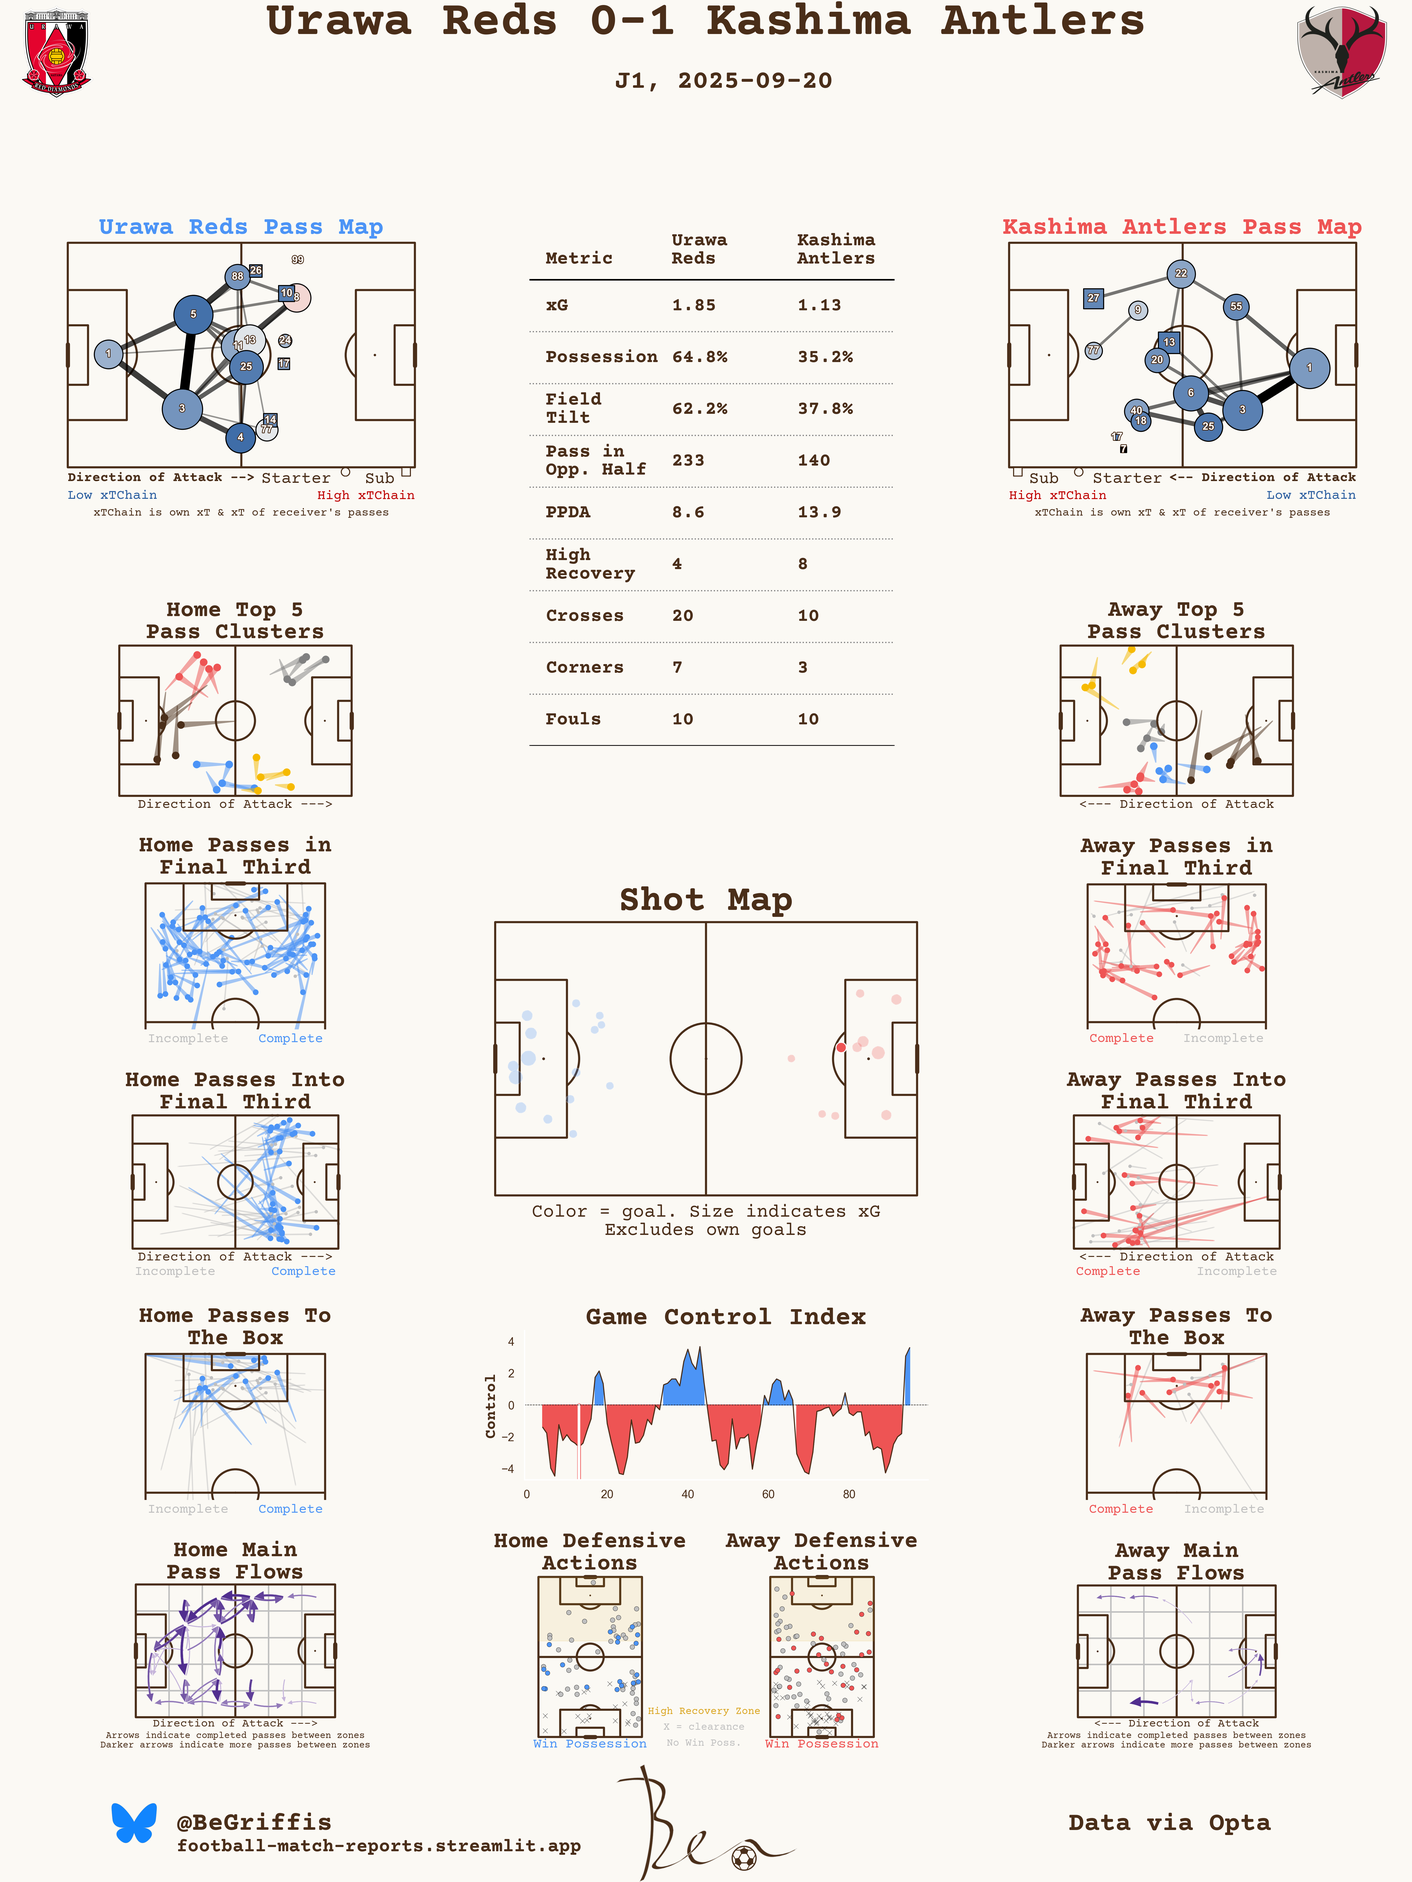 Urawa Reds 0-1 Kashima Antlers
J1, 2025-09-20
URAWA
RED DIAMONDS
KASHIMA
Antlers
Urawa Reds Pass Map
99
26
88
10
8
5
13
11
24
1
17
25
3
14
77
4
Direction of Attack --> Starter Sub
Low xTChain High xTChain
xTChain is own xT & xT of receiver's passes
Metric Urawa Reds Kashima Antlers
xG 1.85 1.13
Possession 64.8% 35.2%
Field Tilt 62.2% 37.8%
Pass in Opp. Half 233 140
PPDA 8.6 13.9
High Recovery 4 8
Crosses 20 10
Corners 7 3
Fouls 10 10
Kashima Antlers Pass Map
22
27
9
55
13
77
20
1
6
40
3
18
25
17
7
Sub Starter <-- Direction of Attack
High xTChain Low xTChain
xTChain is own xT & xT of receiver's passes
Home Top 5
Pass Clusters
Direction of Attack --->
Away Top 5
Pass Clusters
<--- Direction of Attack
Home Passes in
Final Third
Incomplete Complete
Away Passes in
Final Third
Complete Incomplete
Shot Map
Color = goal. Size indicates xG
Excludes own goals
Home Passes Into
Final Third
Direction of Attack --->
Incomplete Complete
Away Passes Into
Final Third
<--- Direction of Attack
Complete Incomplete
Home Passes To
The Box
Incomplete Complete
Game Control Index
Control
4
2
0
−2
−4
0 20 40 60 80
Away Passes To
The Box
Complete Incomplete
Home Main
Pass Flows
Direction of Attack --->
Arrows indicate completed passes between zones
Darker arrows indicate more passes between zones
Home Defensive
Actions
Win Possession
Away Defensive
Actions
Win Possession
High Recovery Zone
X = clearance
No Win Poss.
Away Main
Pass Flows
<--- Direction of Attack
Arrows indicate completed passes between zones
Darker arrows indicate more passes between zones
@BeGriffis
football-match-reports.streamlit.app
Ben
Data via Opta